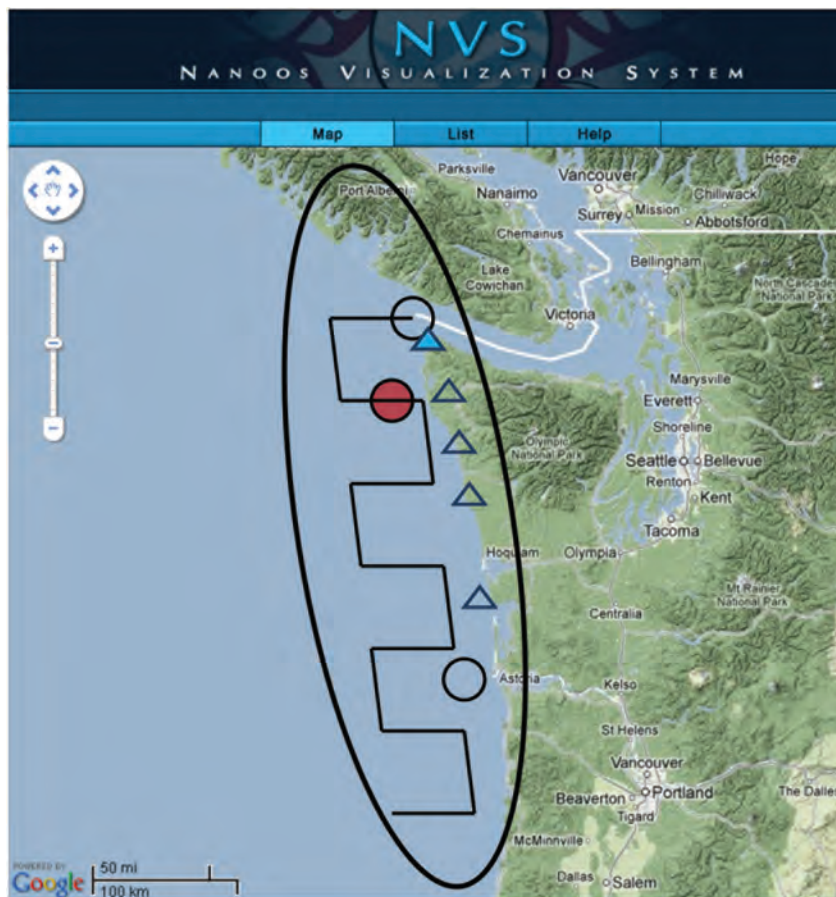 NVS
NANOOS VISUALIZATION SYSTEM
Map List Help
Hope
Parksville
Vancouver
Port Alberni
Nanaimo
Chilliwack
Surrey
Mission
Abbotsford
Chemainus
Lake
Cowichan
Bellingham
North Cascades
National Park
Victoria
Marysville
Everett
Shoreline
Olympic
National Park
Seattle
Bellevue
Renton
Kent
Tacoma
Hoquiam
Olympia
Mt Rainier
National Park
Centralia
Astoria
Kelso
St Helens
Vancouver
Beaverton
Portland
The Dalles
Tigard
McMinnville
Dallas
Salem
POWERED BY
Google
50 mi
100 km